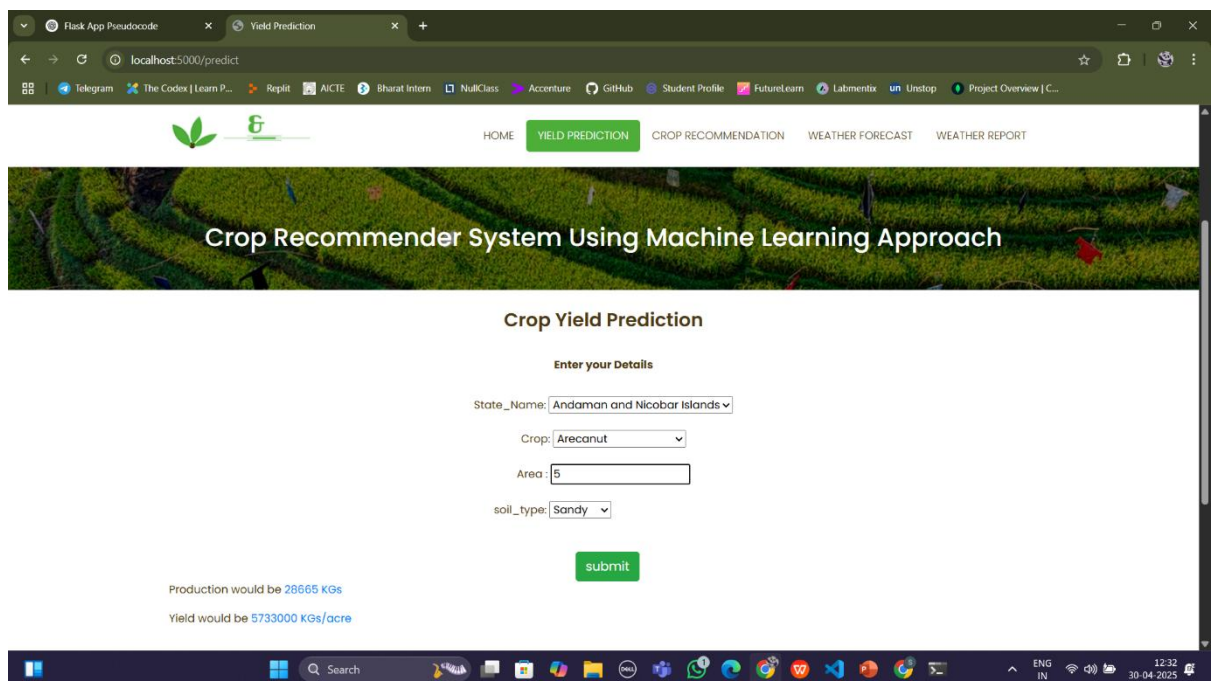 Flask App Pseudocode
Yield Prediction
localhost:5000/predict
Telegram The Codex | Learn P... Replit AICTE Bharat Intern NullClass Accenture GitHub Student Profile FutureLearn Labmentix un Unstop Project Overview | C...
&
HOME YIELD PREDICTION CROP RECOMMENDATION WEATHER FORECAST WEATHER REPORT
Crop Recommender System Using Machine Learning Approach
Crop Yield Prediction
Enter your Details
State_Name: Andaman and Nicobar Islands
Crop: Arecanut
Area : 5
soil_type: Sandy
submit
Production would be 28665 KGs
Yield would be 5733000 KGs/acre
Search
DELL
ENG
IN
12:32
30-04-2025